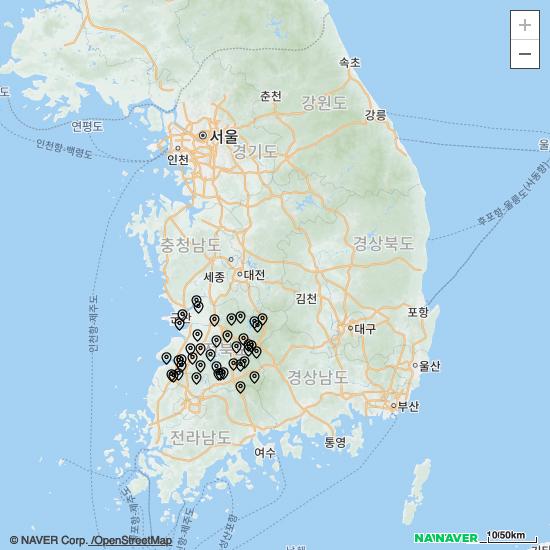 +
−
속초
춘천
강원도
강릉
도
연평도
서울
울
인천
경기도
인천항-백령도
후포항-울릉도(사동항)
충청남도
경상북도
세종
대전
인천항-제주도
김천
포항
대구
울산
경상남도
부산
전라남도
여수
통영
제주
© NAVER Corp. /OpenStreetMap
NAVER
10/50km